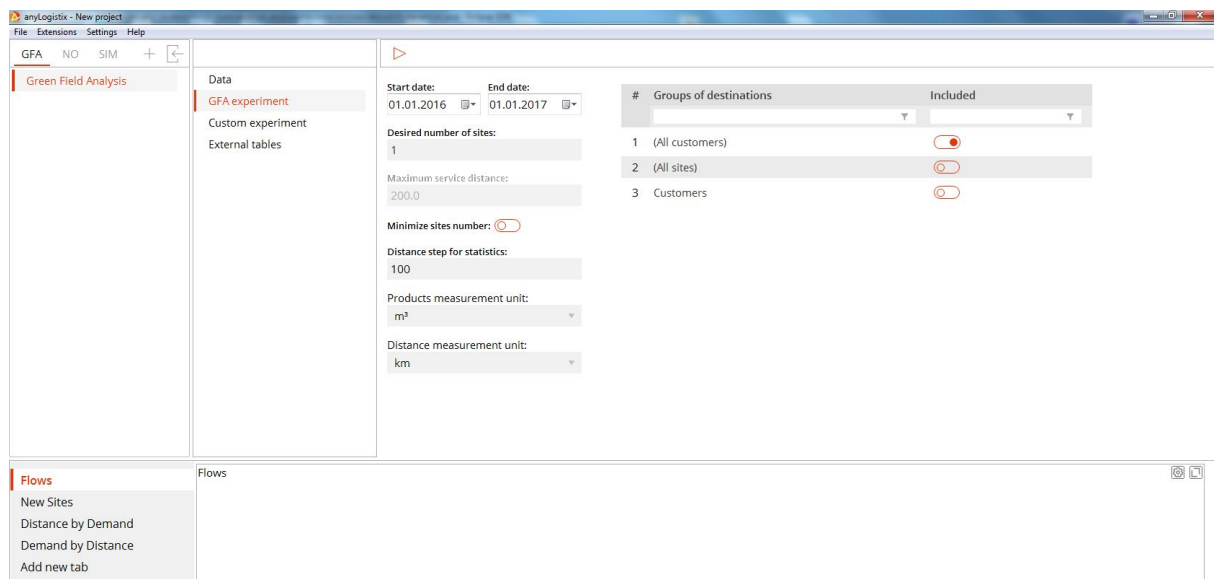 anyLogistix - New project
File Extensions Settings Help
GFA NO SIM
Green Field Analysis
Data
GFA experiment
Custom experiment
External tables
Start date: End date:
01.01.2016 01.01.2017
Desired number of sites:
1
Maximum service distance:
200.0
Minimize sites number:
Distance step for statistics:
100
Products measurement unit:
m³
Distance measurement unit:
km
# Groups of destinations Included
1 (All customers)
2 (All sites)
3 Customers
Flows
New Sites
Distance by Demand
Demand by Distance
Add new tab
Flows